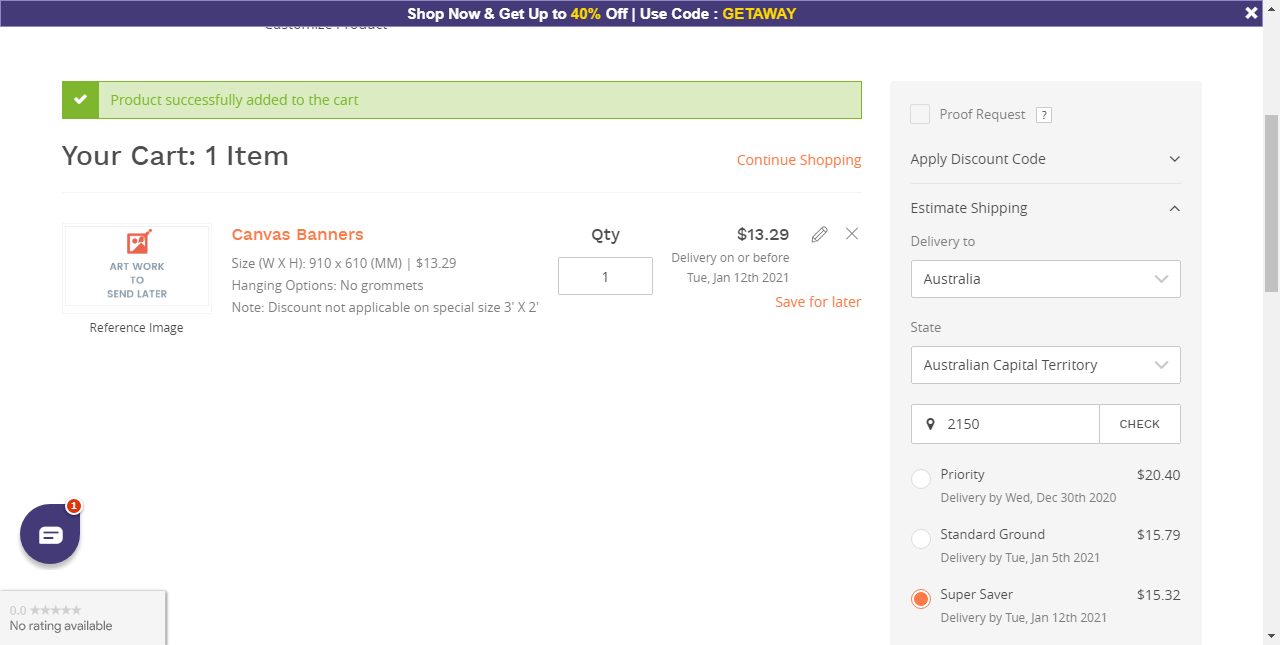 Shop Now & Get Up to 40% Off | Use Code : GETAWAY
Customize Product
Product successfully added to the cart
Your Cart: 1 Item
Continue Shopping
ART WORK
TO
SEND LATER
Reference Image
Canvas Banners
Size (W X H): 910 x 610 (MM) | $13.29
Hanging Options: No grommets
Note: Discount not applicable on special size 3' X 2'
Qty
1
$13.29
Delivery on or before
Tue, Jan 12th 2021
Save for later
Proof Request ?
Apply Discount Code
Estimate Shipping
Delivery to
Australia
State
Australian Capital Territory
2150 CHECK
Priority $20.40
Delivery by Wed, Dec 30th 2020
Standard Ground $15.79
Delivery by Tue, Jan 5th 2021
Super Saver $15.32
Delivery by Tue, Jan 12th 2021
1
0.0
No rating available